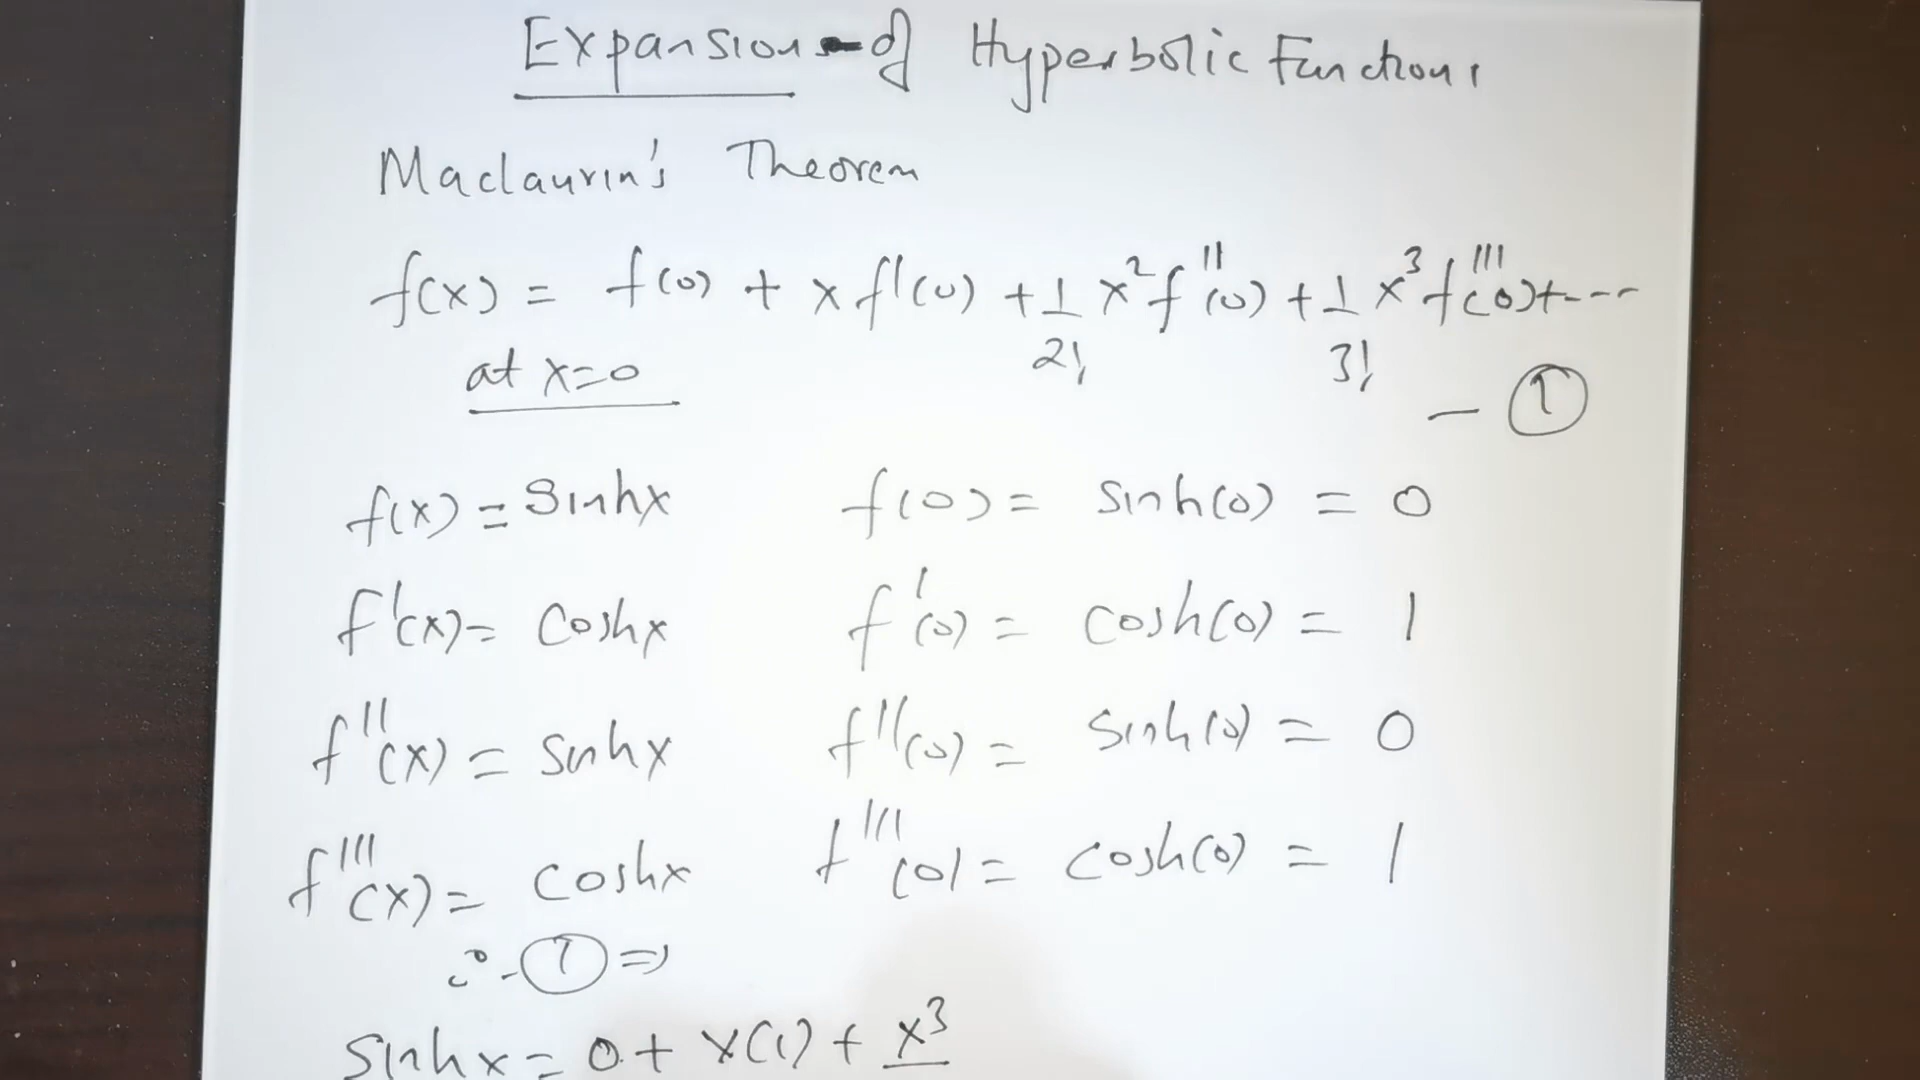 Expansion of Hyperbolic Functions
Maclaurin's Theorem
f(x) = f(0) + x f'(0) + 1/2! x² f''(0) + 1/3! x³ f'''(0) + ----
at x=0
— ①
f(x) = Sinhx f(0) = sinh(0) = 0
f'(x) = Coshx f'(0) = cosh(0) = 1
f''(x) = sinhx f''(0) = sinh(0) = 0
f'''(x) = coshx f'''(0) = cosh(0) = 1
∴ ① ⇒
Sinhx = 0 + x(1) + x³